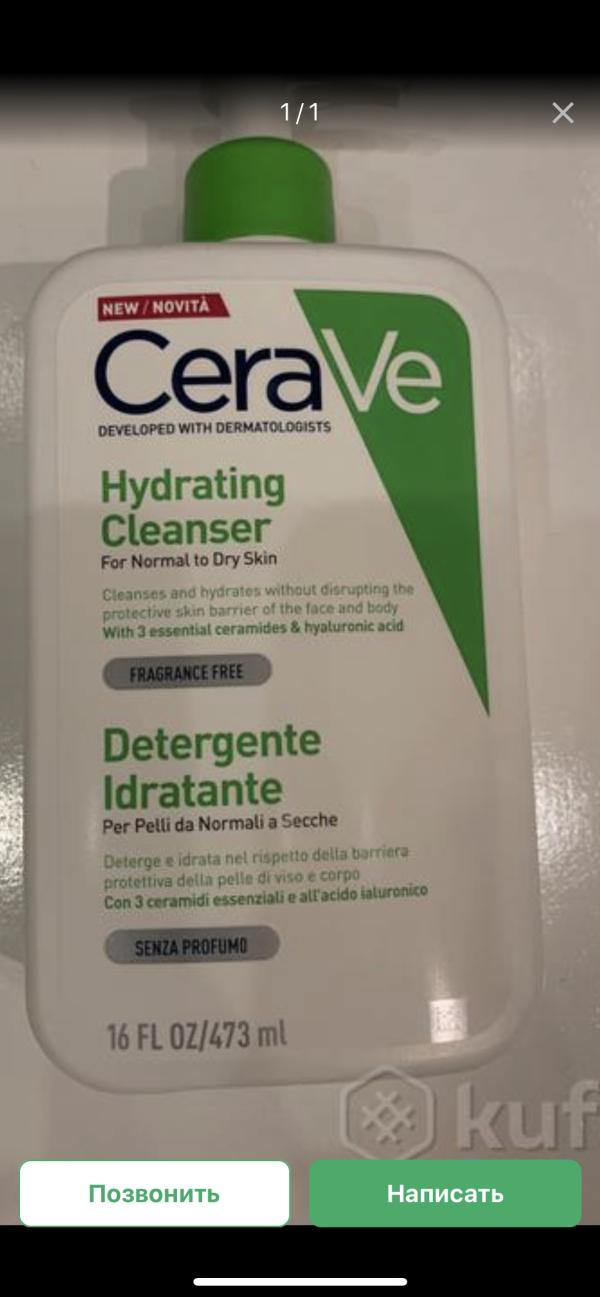 1/1
NEW / NOVITÀ
CeraVe
DEVELOPED WITH DERMATOLOGISTS
Hydrating
Cleanser
For Normal to Dry Skin
Cleanses and hydrates without disrupting the
protective skin barrier of the face and body
With 3 essential ceramides & hyaluronic acid
FRAGRANCE FREE
Detergente
Idratante
Per Pelli da Normali a Secche
Deterge e idrata nel rispetto della barriera
protettiva della pelle di viso e corpo
Con 3 ceramidi essenziali e all'acido ialuronico
SENZA PROFUMO
16 FL OZ/473 ml
kuf
Позвонить
Написать